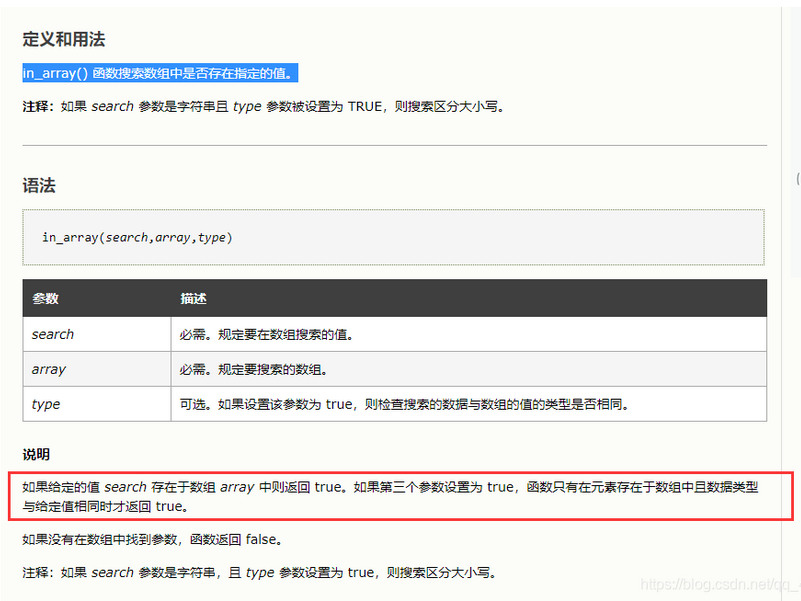 定义和用法
in_array() 函数搜索数组中是否存在指定的值。
注释：如果 search 参数是字符串且 type 参数被设置为 TRUE，则搜索区分大小写。
语法
in_array(search,array,type)
参数 描述
search 必需。规定要在数组搜索的值。
array 必需。规定要搜索的数组。
type 可选。如果设置该参数为 true，则检查搜索的数据与数组的值的类型是否相同。
说明
如果给定的值 search 存在于数组 array 中则返回 true。如果第三个参数设置为 true，函数只有在元素存在于数组中且数据类型
与给定值相同时才返回 true。
如果没有在数组中找到参数，函数返回 false。
注释：如果 search 参数是字符串，且 type 参数设置为 true，则搜索区分大小写。
https://blog.csdn.net/qq_